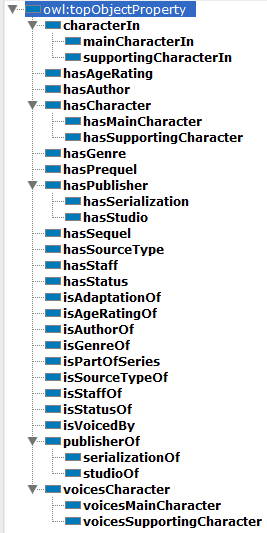 owl:topObjectProperty
characterIn
mainCharacterIn
supportingCharacterIn
hasAgeRating
hasAuthor
hasCharacter
hasMainCharacter
hasSupportingCharacter
hasGenre
hasPrequel
hasPublisher
hasSerialization
hasStudio
hasSequel
hasSourceType
hasStaff
hasStatus
isAdaptationOf
isAgeRatingOf
isAuthorOf
isGenreOf
isPartOfSeries
isSourceTypeOf
isStaffOf
isStatusOf
isVoicedBy
publisherOf
serializationOf
studioOf
voicesCharacter
voicesMainCharacter
voicesSupportingCharacter